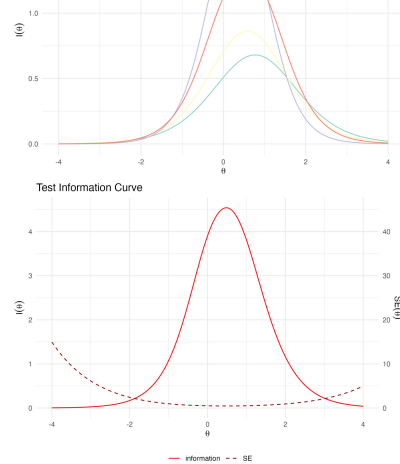 1.0
I(θ)
0.5
0.0
-4 -2 0 2 4
θ
Test Information Curve
4 40
3 30
I(θ) SE(θ)
2 20
1 10
0 0
-4 -2 0 2 4
θ
information SE